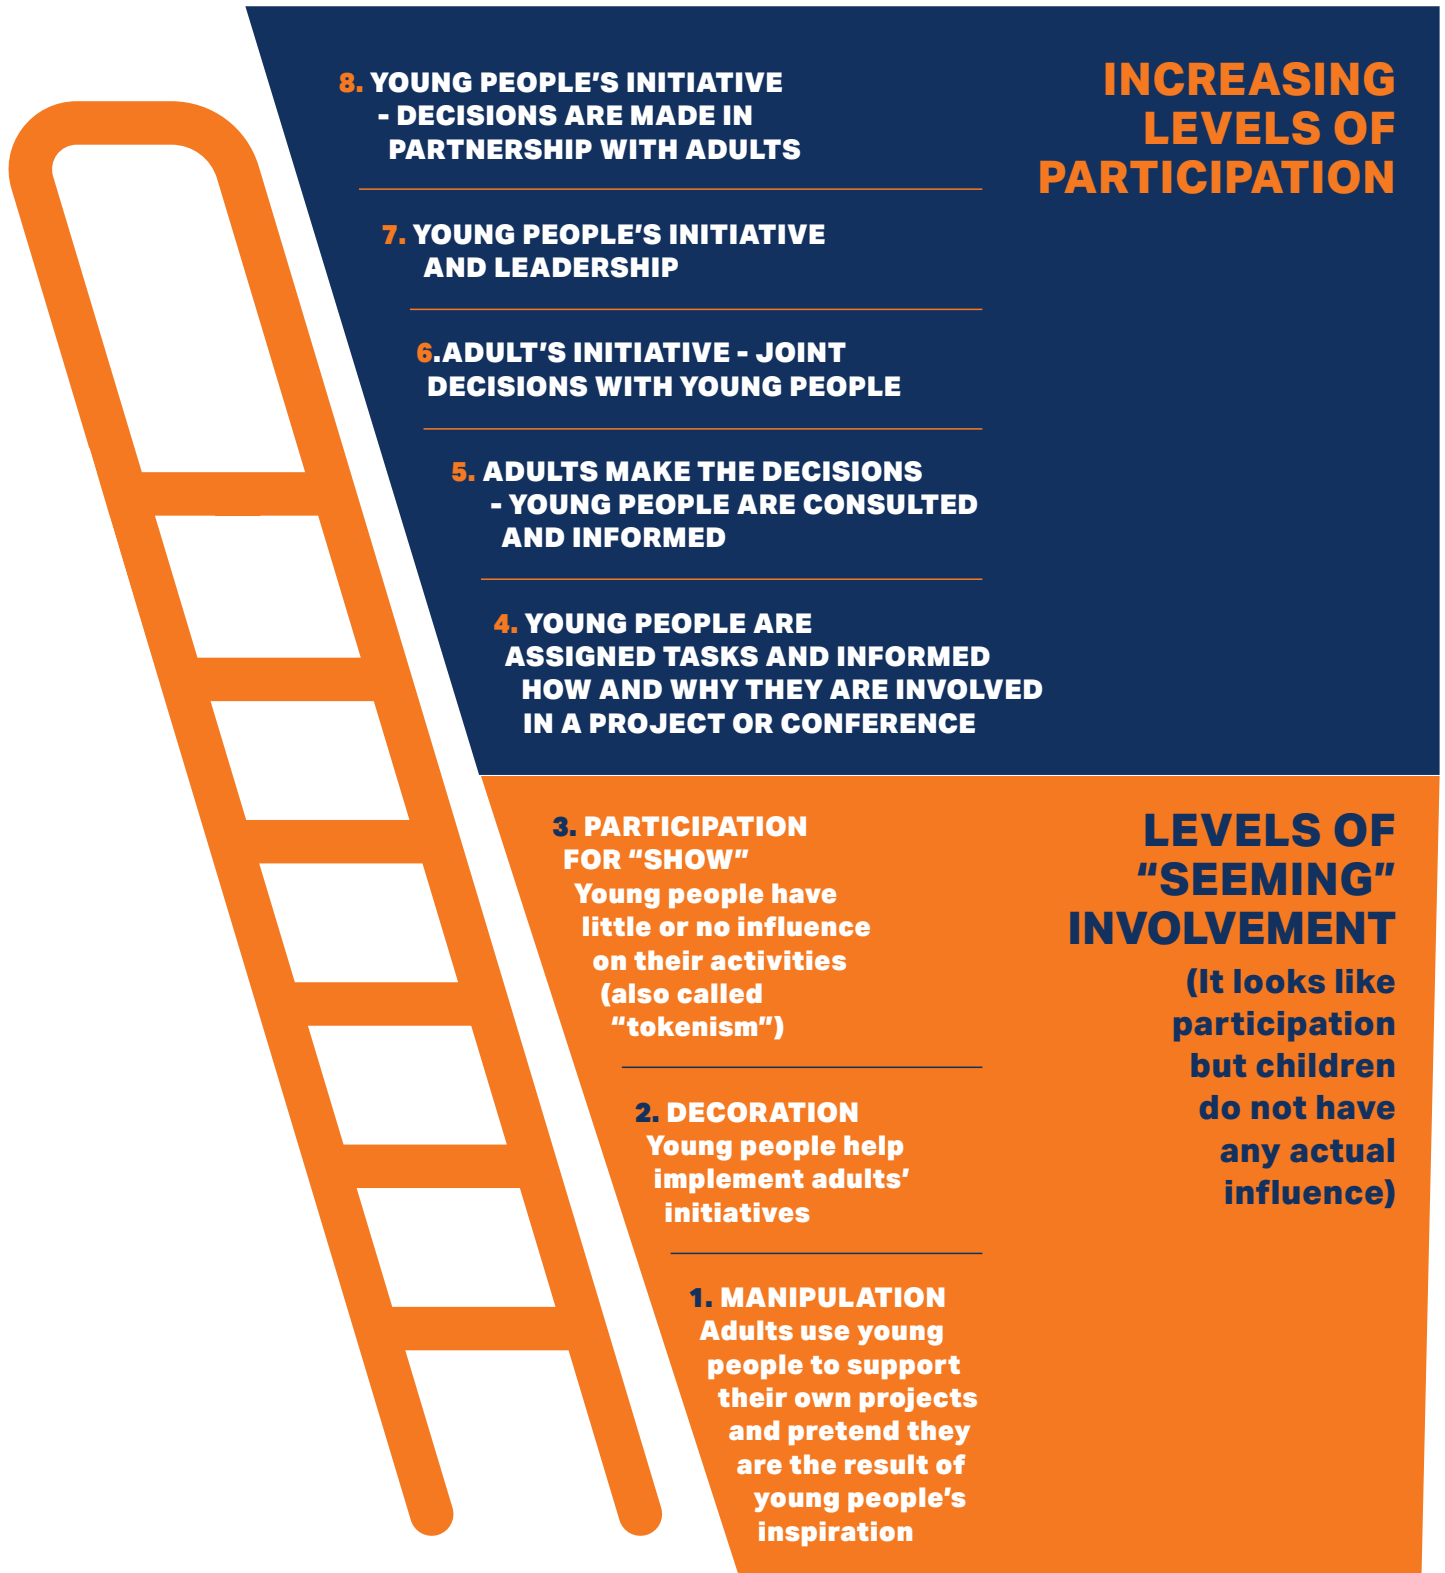 8. YOUNG PEOPLE’S INITIATIVE
- DECISIONS ARE MADE IN
PARTNERSHIP WITH ADULTS
INCREASING
LEVELS OF
PARTICIPATION
7. YOUNG PEOPLE’S INITIATIVE
AND LEADERSHIP
6.ADULT’S INITIATIVE - JOINT
DECISIONS WITH YOUNG PEOPLE
5. ADULTS MAKE THE DECISIONS
- YOUNG PEOPLE ARE CONSULTED
AND INFORMED
4. YOUNG PEOPLE ARE
ASSIGNED TASKS AND INFORMED
HOW AND WHY THEY ARE INVOLVED
IN A PROJECT OR CONFERENCE
3. PARTICIPATION
FOR “SHOW”
Young people have
little or no influence
on their activities
(also called
“tokenism”)
LEVELS OF
“SEEMING”
INVOLVEMENT
(It looks like
participation
but children
do not have
any actual
influence)
2. DECORATION
Young people help
implement adults’
initiatives
1. MANIPULATION
Adults use young
people to support
their own projects
and pretend they
are the result of
young people’s
inspiration